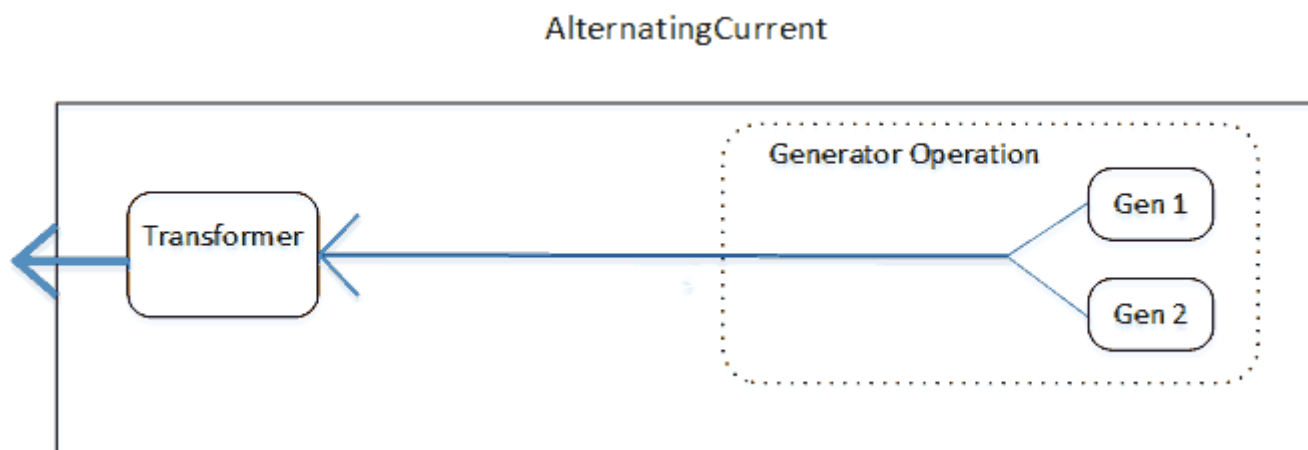 AlternatingCurrent
Generator Operation
Gen 1
Transformer
Gen 2